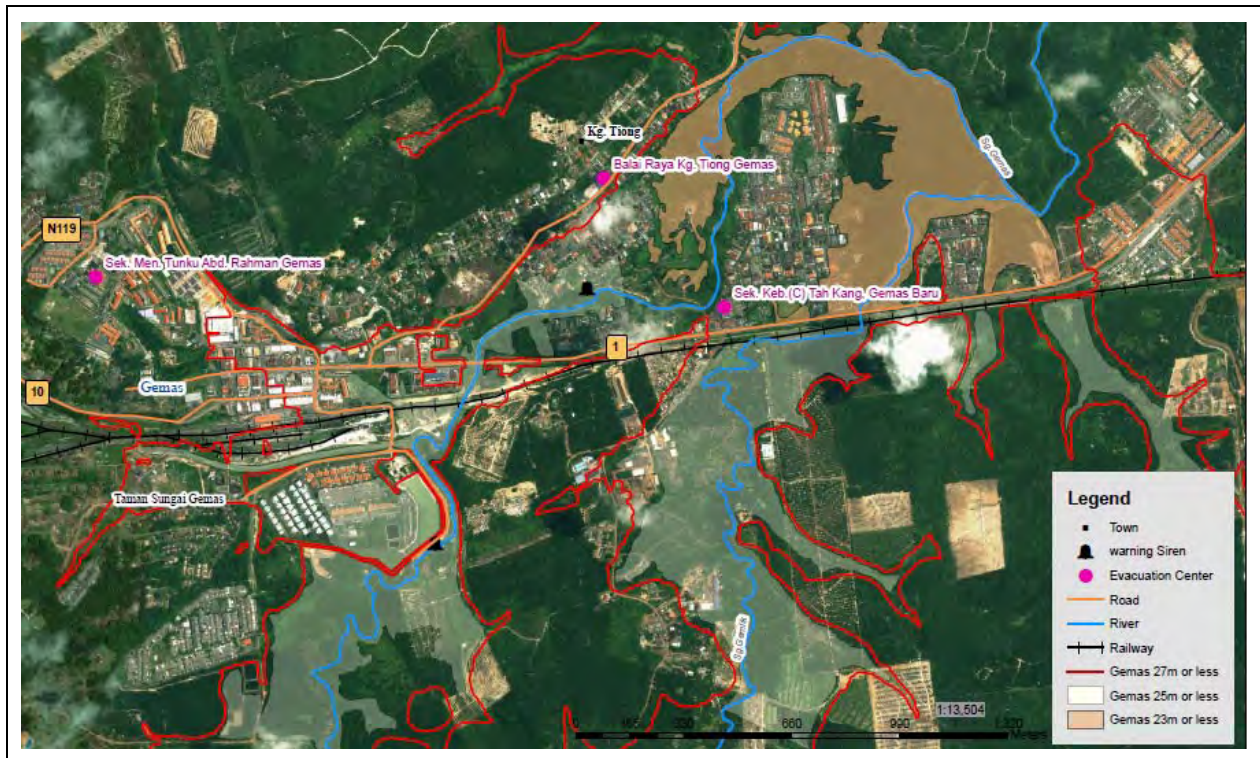 Kg. Tiong
Balai Raya Kg. Tiong Gemas
Sg.Gemas
N119
Sek. Men. Tunku Abd. Rahman Gemas
Sek. Keb.(C) Tah Kang, Gemas Baru
1
Gemas
10
Taman Sungai Gemas
Sg.Gemas
Legend
Town
warning Siren
Evacuation Center
Road
River
Railway
Gemas 27m or less
Gemas 25m or less
Gemas 23m or less
1:13,504
0 165 330 660 990 1,320
Meters